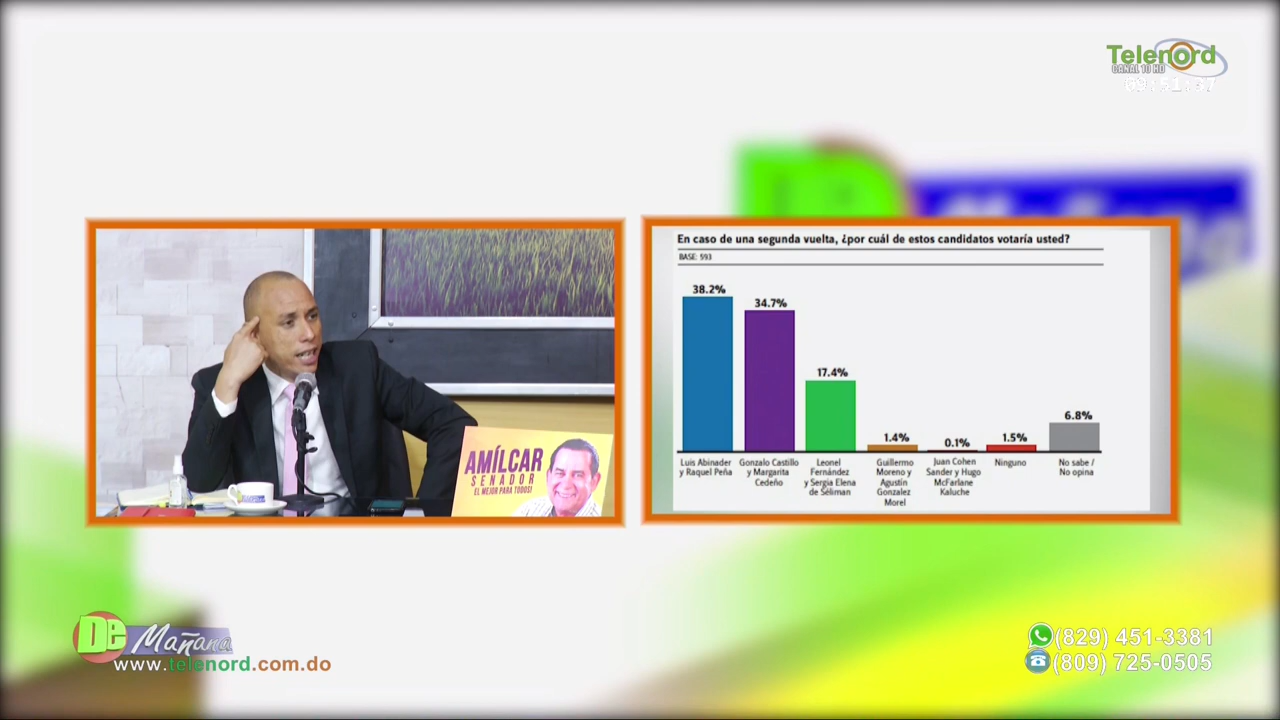 Telenord
CANAL 10 HD
09:51:37
Mañana
En caso de una segunda vuelta, ¿por cuál de estos candidatos votaría usted?
BASE: 593
38.2%
34.7%
17.4%
1.4%
0.1%
1.5%
6.8%
Luis Abinader
y Raquel Peña
Gonzalo Castillo
y Margarita
Cedeño
Leonel
Fernández
y Sergia Elena
de Séliman
Guillermo
Moreno y
Agustín
Gonzalez
Morel
Juan Cohen
Sander y Hugo
McFarlane
Kaluche
Ninguno
No sabe /
No opina
AMÍLCAR
SENADOR
EL MEJOR PARA TODOS!
De Mañana
www.telenord.com.do
(829) 451-3381
(809) 725-0505